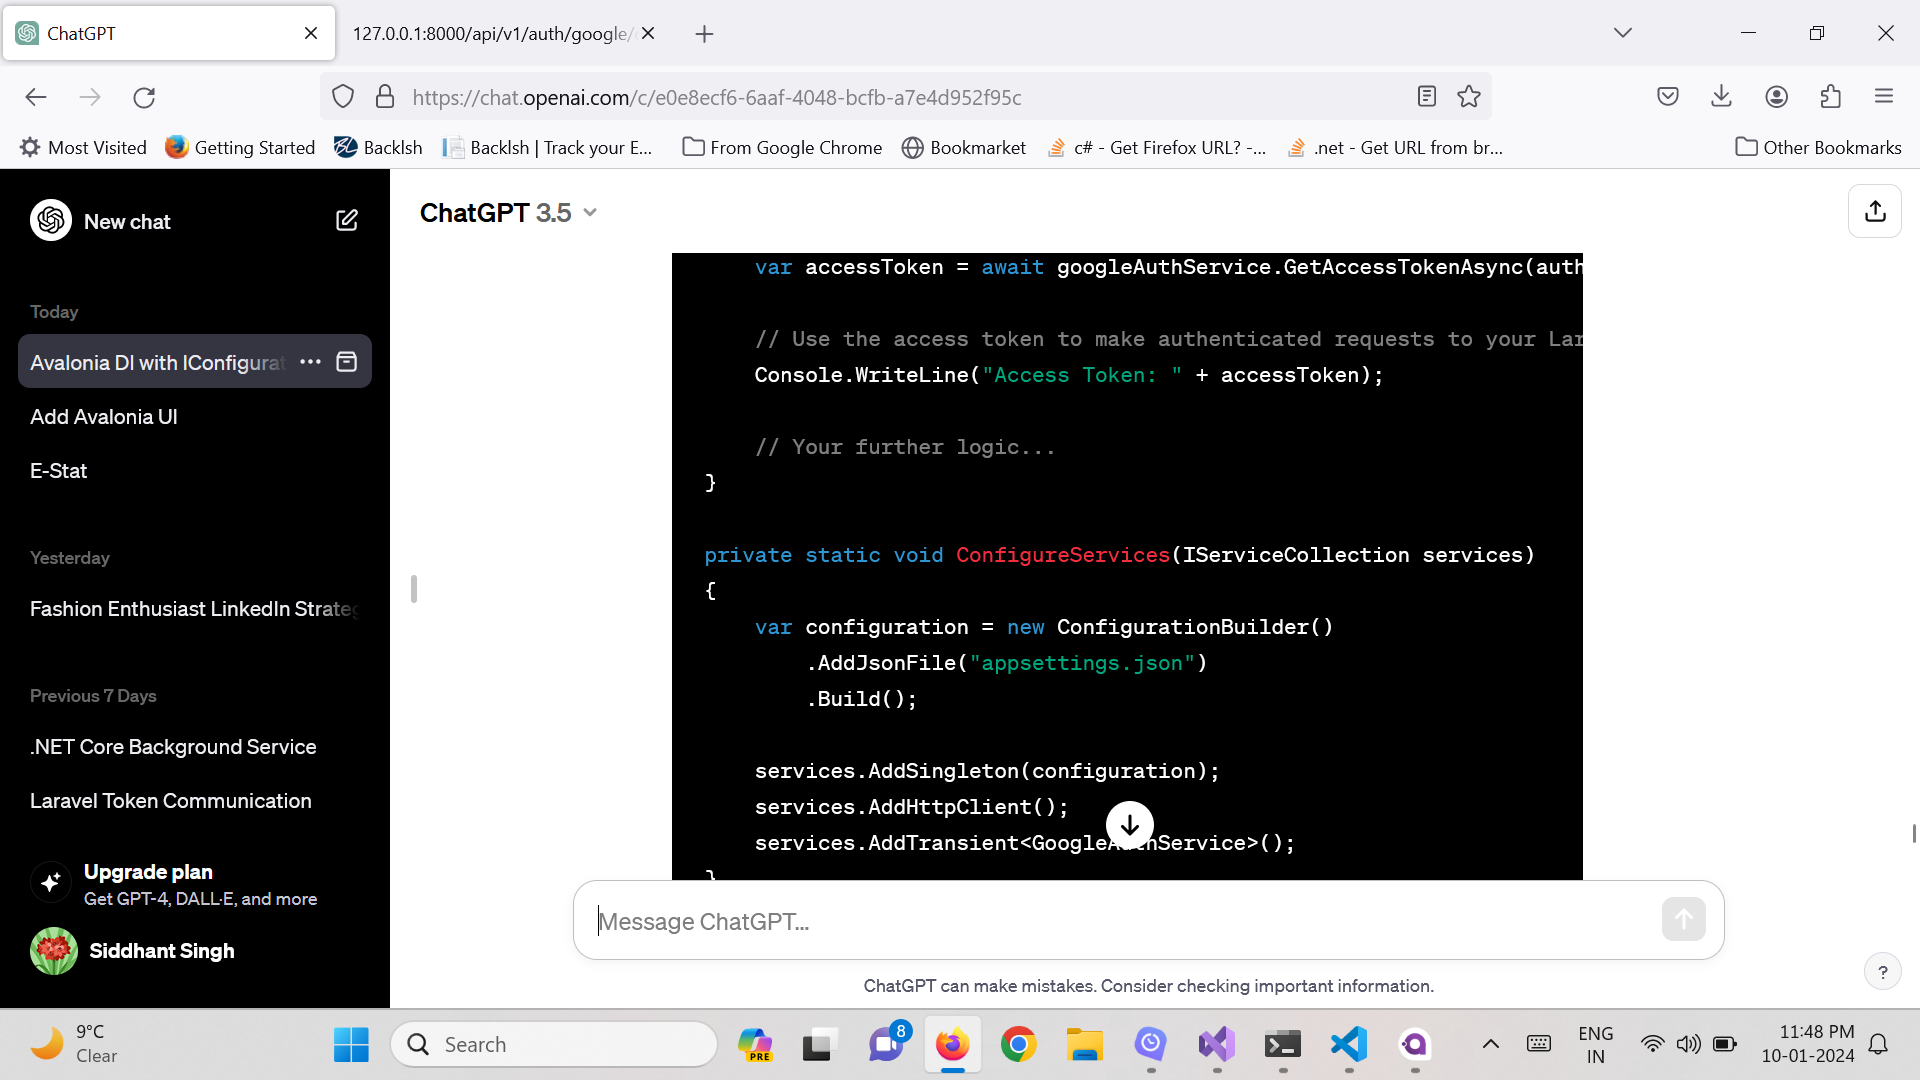 ChatGPT
127.0.0.1:8000/api/v1/auth/google/
https://chat.openai.com/c/e0e8ecf6-6aaf-4048-bcfb-a7e4d952f95c
Most Visited
Getting Started
Backlsh
Backlsh | Track your E...
From Google Chrome
Bookmarket
c# - Get Firefox URL? -...
.net - Get URL from br...
Other Bookmarks
New chat
Today
Avalonia DI with IConfigurat
Add Avalonia UI
E-Stat
Yesterday
Fashion Enthusiast LinkedIn Strateg
Previous 7 Days
.NET Core Background Service
Laravel Token Communication
Upgrade plan
Get GPT-4, DALL·E, and more
Siddhant Singh
ChatGPT 3.5
var accessToken = await googleAuthService.GetAccessTokenAsync(auth
// Use the access token to make authenticated requests to your Lar
Console.WriteLine("Access Token: " + accessToken);
// Your further logic...
}
private static void ConfigureServices(IServiceCollection services)
{
var configuration = new ConfigurationBuilder()
.AddJsonFile("appsettings.json")
.Build();
services.AddSingleton(configuration);
services.AddHttpClient();
services.AddTransient<GoogleAuthService>();
}
Message ChatGPT...
ChatGPT can make mistakes. Consider checking important information.
?
9°C
Clear
Search
PRE
8
ENG
IN
11:48 PM
10-01-2024